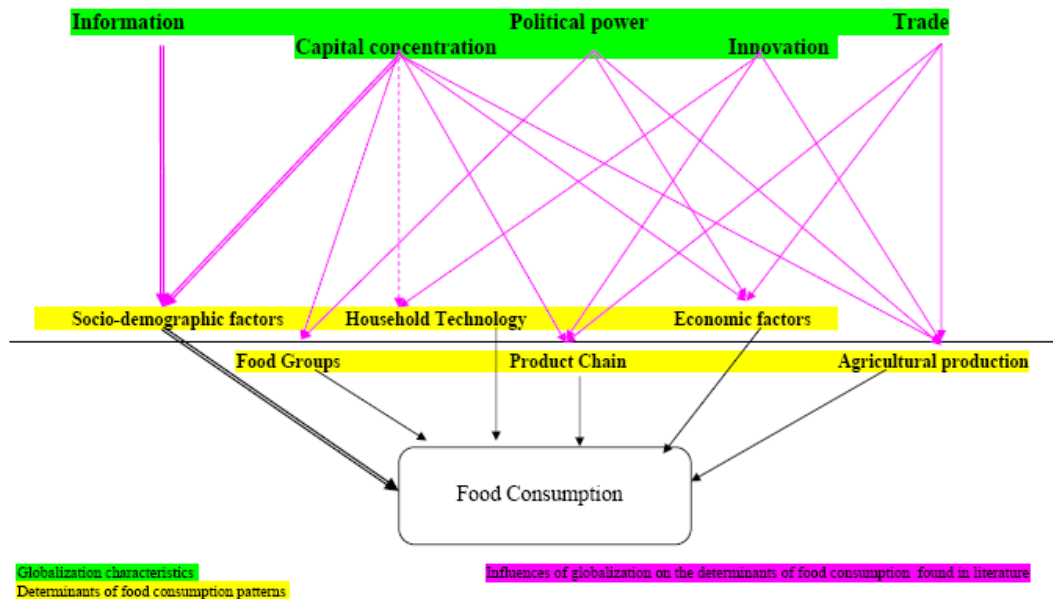 Information Political power Trade
Capital concentration Innovation
Socio-demographic factors Household Technology Economic factors
Food Groups Product Chain Agricultural production
Food Consumption
Globalization characteristics Influences of globalization on the determinants of food consumption found in literature
Determinants of food consumption patterns